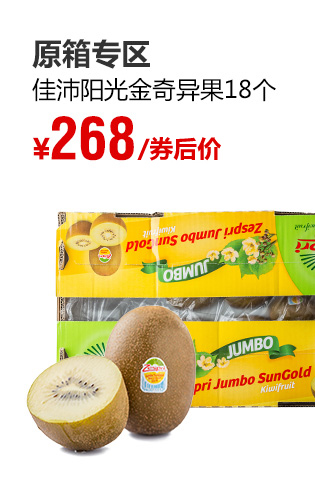 原箱专区
佳沛阳光金奇异果18个
¥268/券后价
Zespri Jumbo SunGold
Kiwifruit
JUMBO
pri
JUMBO
spri Jumbo SunGold
Kiwifruit